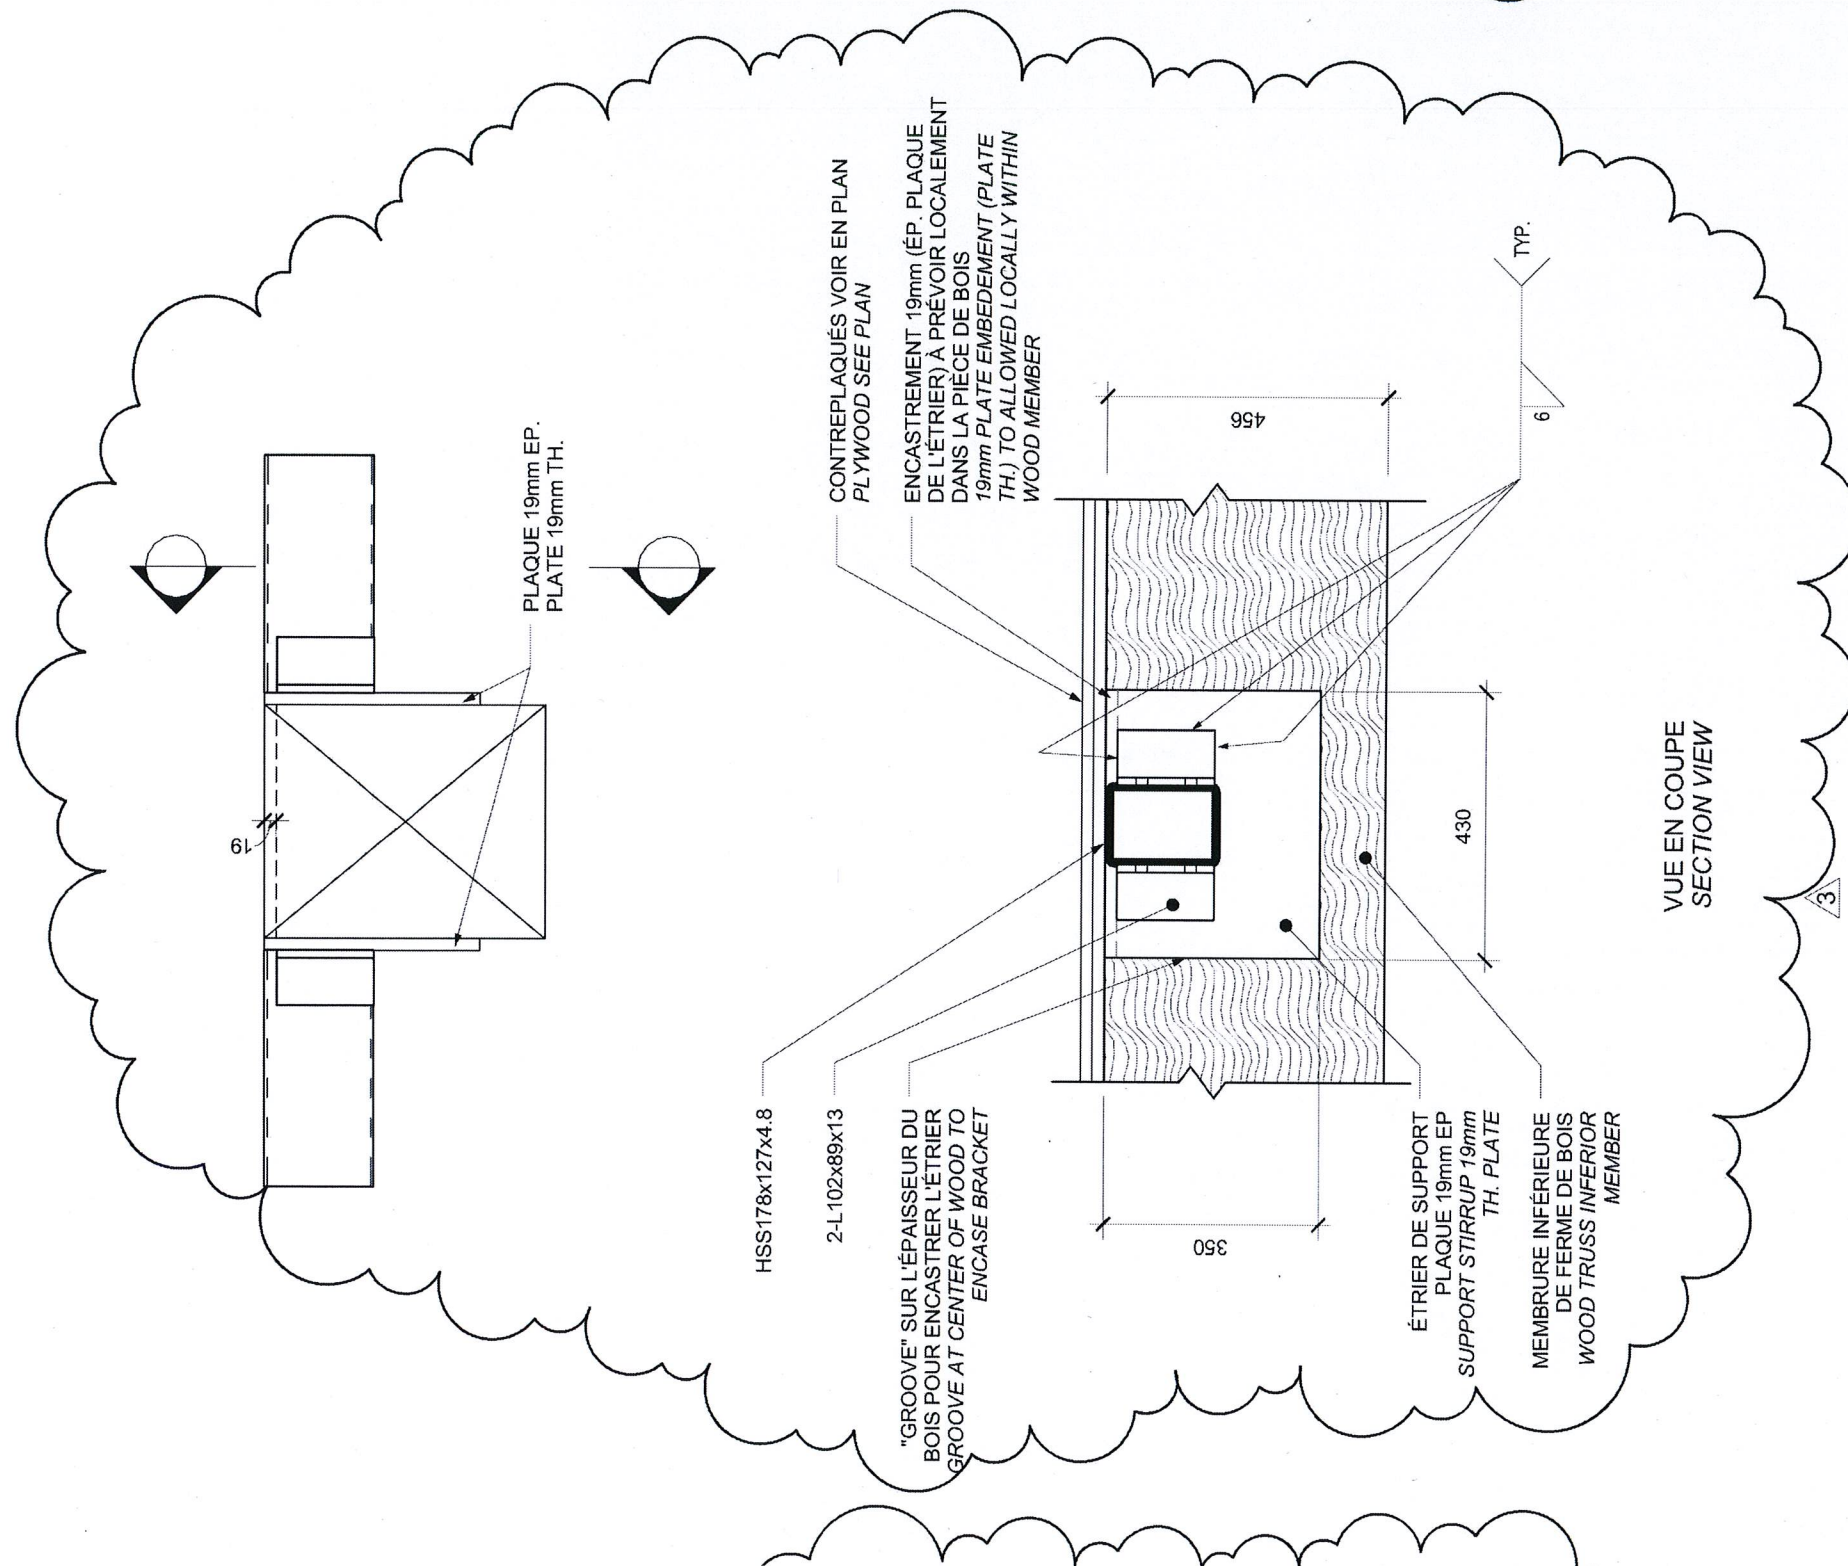 19
PLAQUE 19mm EP.
PLATE 19mm TH.
CONTREPLAQUÉS VOIR EN PLAN
PLYWOOD SEE PLAN
ENCASTREMENT 19mm (ÉP. PLAQUE
DE L'ÉTRIER) À PRÉVOIR LOCALEMENT
DANS LA PIÈCE DE BOIS
19mm PLATE EMBEDEMENT (PLATE
TH.) TO ALLOWED LOCALLY WITHIN
WOOD MEMBER
HSS178x127x4.8
2-L102x89x13
"GROOVE" SUR L'ÉPAISSEUR DU
BOIS POUR ENCASTRER L'ÉTRIER
GROOVE AT CENTER OF WOOD TO
ENCASE BRACKET
350
456
430
6
TYP.
ÉTRIER DE SUPPORT
PLAQUE 19mm EP
SUPPORT STIRRUP 19mm
TH. PLATE
MEMBRURE INFÉRIEURE
DE FERME DE BOIS
WOOD TRUSS INFERIOR
MEMBER
VUE EN COUPE
SECTION VIEW
3